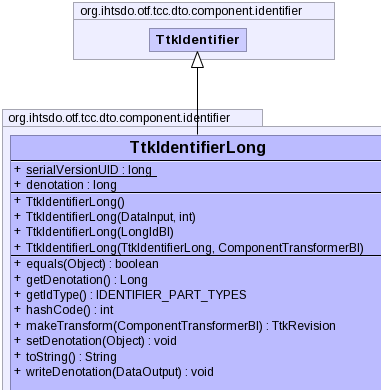 org.ihtsdo.otf.tcc.dto.component.identifier
TtkIdentifier
org.ihtsdo.otf.tcc.dto.component.identifier
TtkIdentifierLong
+ serialVersionUID : long
+ denotation : long
+ TtkIdentifierLong()
+ TtkIdentifierLong(DataInput, int)
+ TtkIdentifierLong(LongIdBI)
+ TtkIdentifierLong(TtkIdentifierLong, ComponentTransformerBI)
+ equals(Object) : boolean
+ getDenotation() : Long
+ getIdType() : IDENTIFIER_PART_TYPES
+ hashCode() : int
+ makeTransform(ComponentTransformerBI) : TtkRevision
+ setDenotation(Object) : void
+ toString() : String
+ writeDenotation(DataOutput) : void